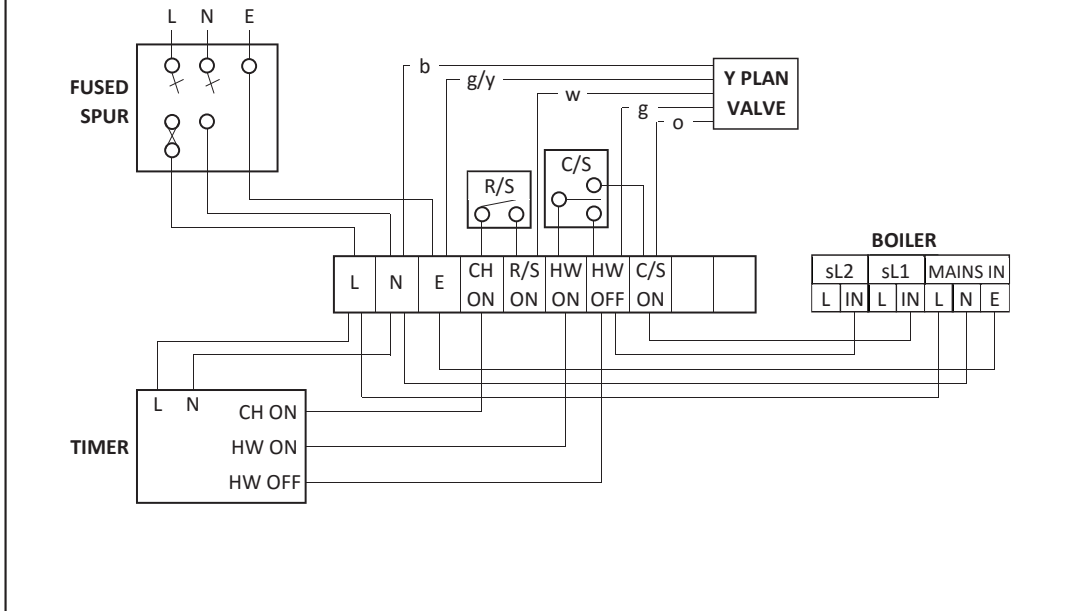 L N E
FUSED
SPUR
b
g/y
w
g
o
Y PLAN
VALVE
R/S
C/S
L
N
E
CH
ON
R/S
ON
HW
ON
HW
OFF
C/S
ON
BOILER
sL2 sL1 MAINS IN
L IN L IN L N E
TIMER
L N
CH ON
HW ON
HW OFF